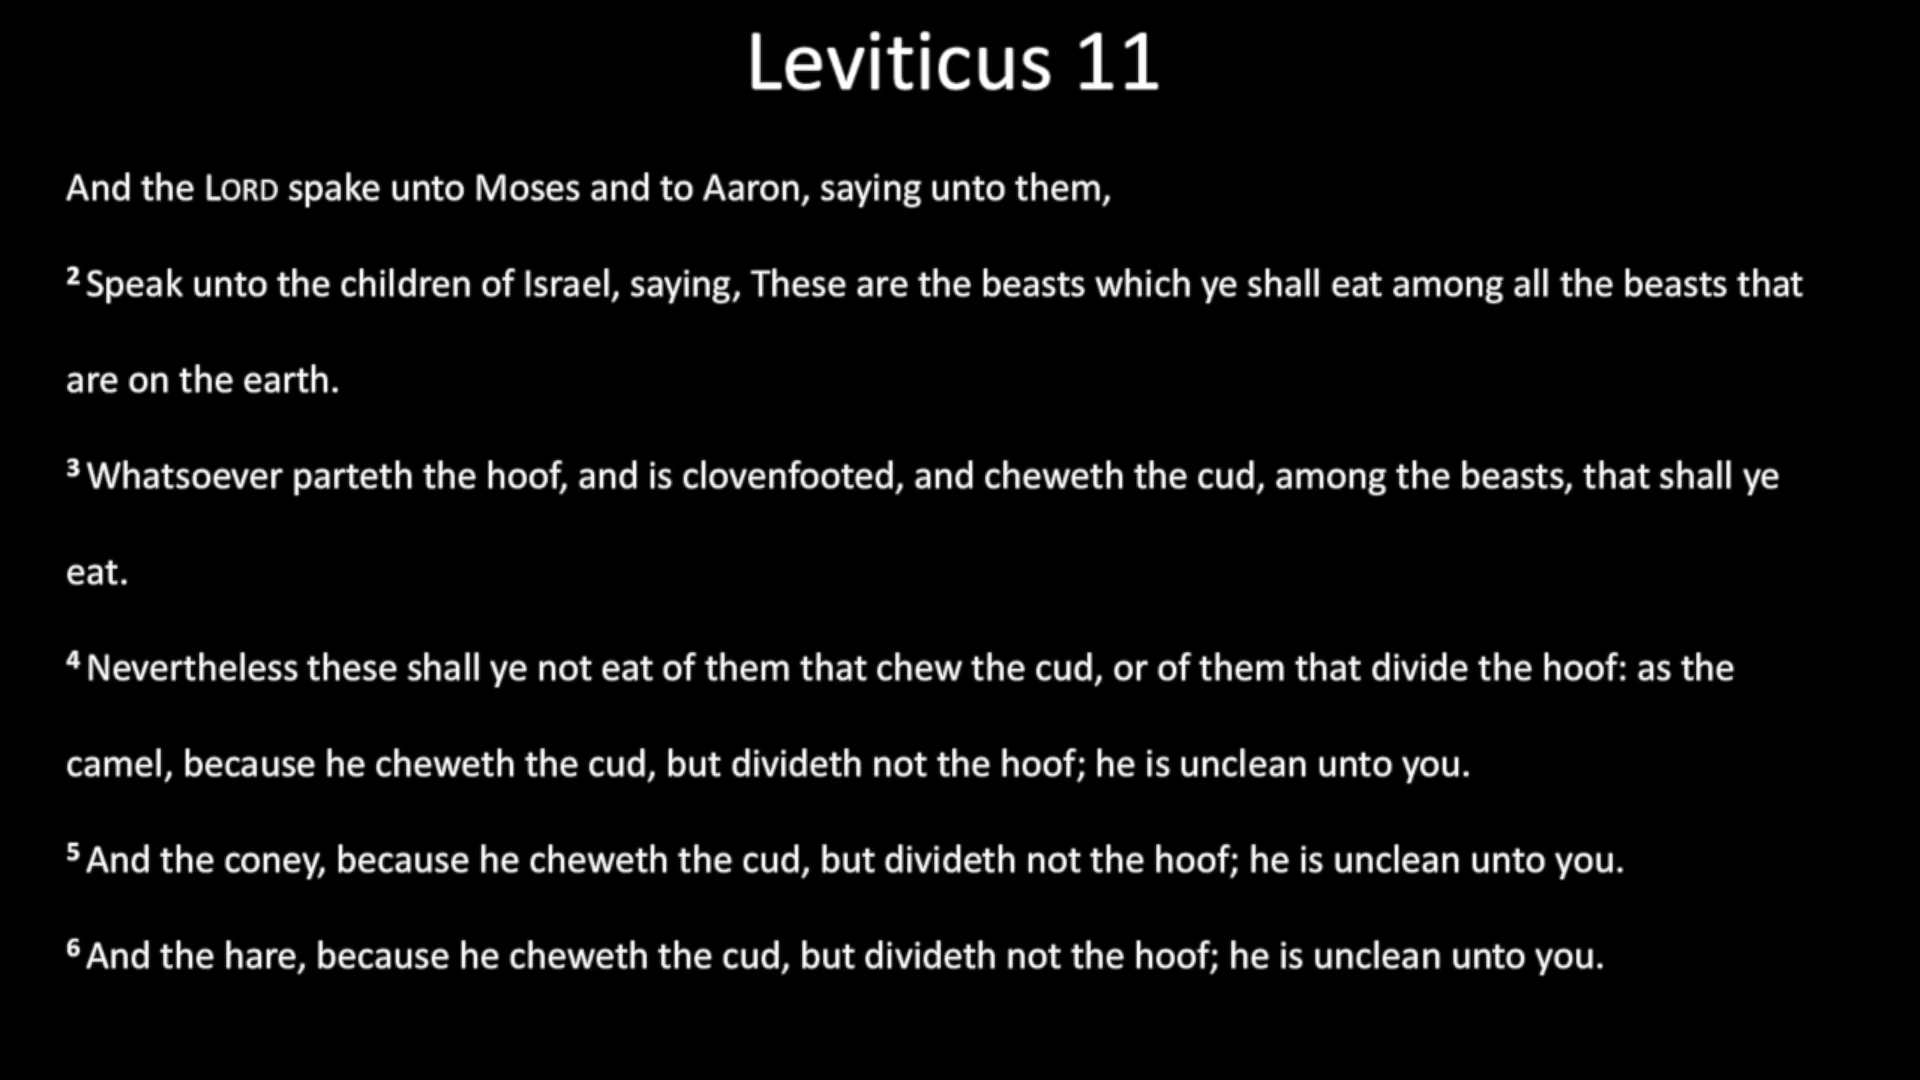 Leviticus 11
And the LORD spake unto Moses and to Aaron, saying unto them,
2 Speak unto the children of Israel, saying, These are the beasts which ye shall eat among all the beasts that
are on the earth.
3 Whatsoever parteth the hoof, and is clovenfooted, and cheweth the cud, among the beasts, that shall ye
eat.
4 Nevertheless these shall ye not eat of them that chew the cud, or of them that divide the hoof: as the
camel, because he cheweth the cud, but divideth not the hoof; he is unclean unto you.
5 And the coney, because he cheweth the cud, but divideth not the hoof; he is unclean unto you.
6 And the hare, because he cheweth the cud, but divideth not the hoof; he is unclean unto you.